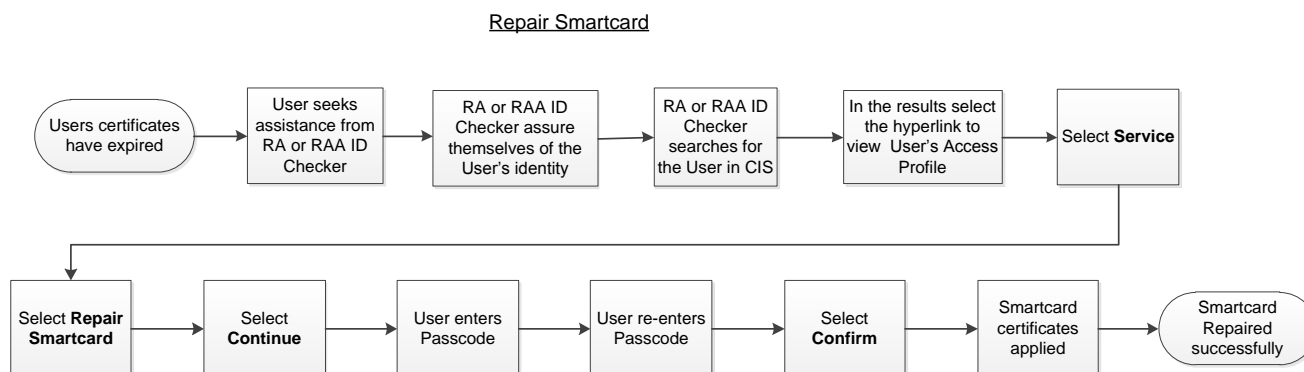 Repair Smartcard
Users certificates
have expired
User seeks
assistance from
RA or RAA ID
Checker
RA or RAA ID
Checker assure
themselves of the
User's identity
RA or RAA ID
Checker
searches for
the User in CIS
In the results select
the hyperlink to
view User's Access
Profile
Select Service
Select Repair
Smartcard
Select
Continue
User enters
Passcode
User re-enters
Passcode
Select
Confirm
Smartcard
certificates
applied
Smartcard
Repaired
successfully